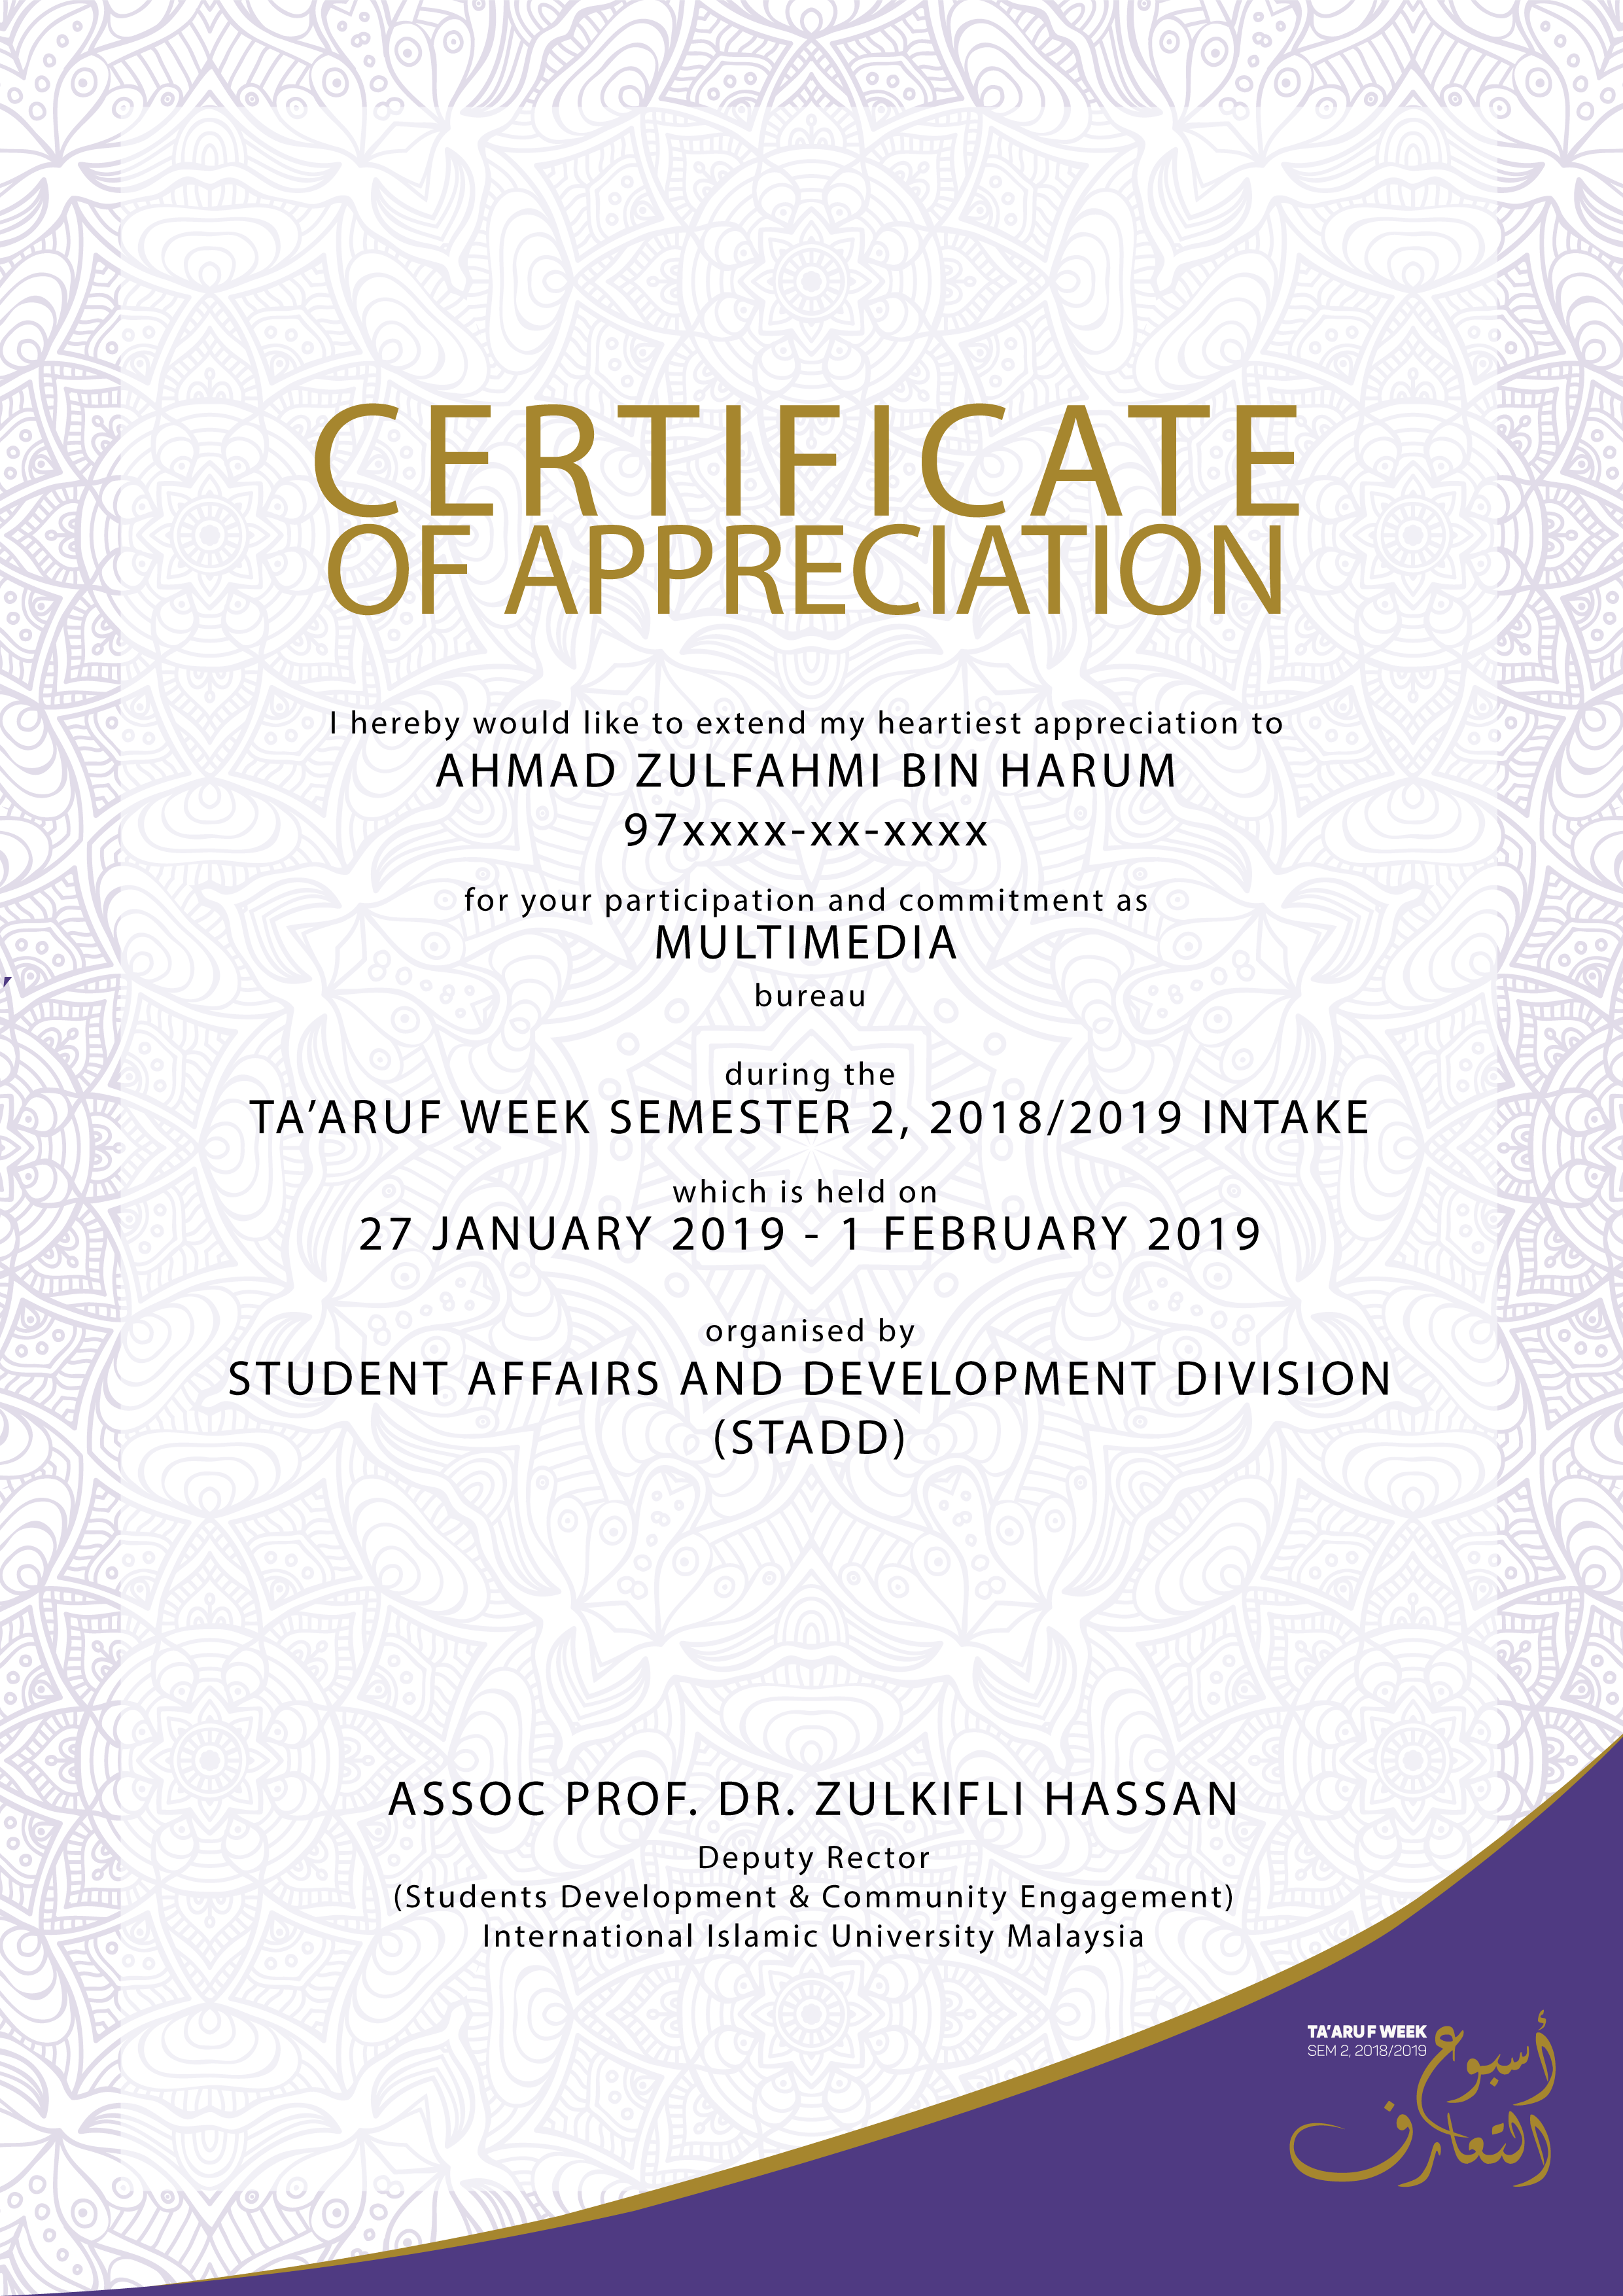 CERTIFICATE
OF APPRECIATION
I hereby would like to extend my heartiest appreciation to
AHMAD ZULFAHMI BIN HARUM
97xxxx-xx-xxxx
for your participation and commitment as
MULTIMEDIA
bureau
during the
TA’ARUF WEEK SEMESTER 2, 2018/2019 INTAKE
which is held on
27 JANUARY 2019 - 1 FEBRUARY 2019
organised by
STUDENT AFFAIRS AND DEVELOPMENT DIVISION
(STADD)
ASSOC PROF. DR. ZULKIFLI HASSAN
Deputy Rector
(Students Development & Community Engagement)
International Islamic University Malaysia
TA’ARUF WEEK
SEM 2, 2018/2019
أسبوع
التعارف